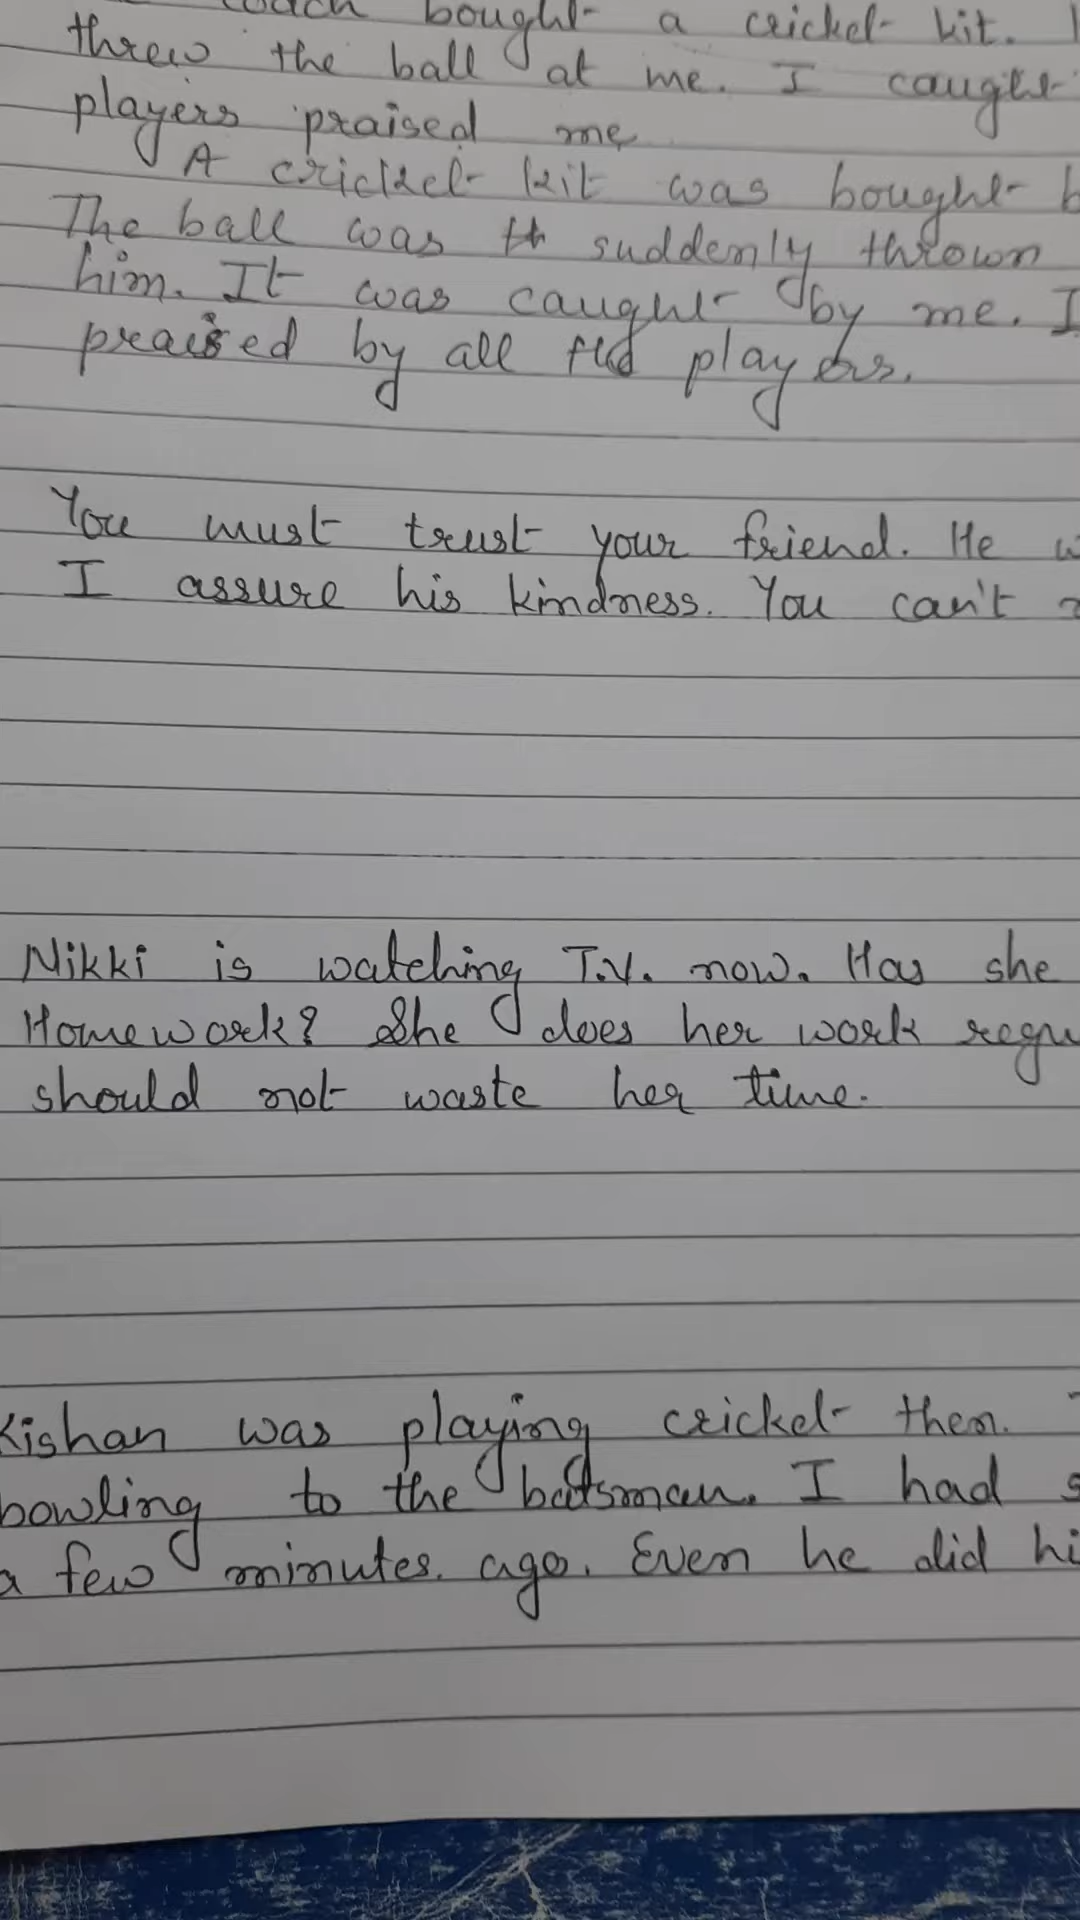 bought a cricket kit.
threw the ball at me. I caught
players praised me
A cricket kit was bought
The ball was th suddenly thrown
him. It was caught by me. I
praised by all players.
You must trust your friend. He
I assure his kindness. You can't
Nikki is watching T.V. now. Has she
Homework? She does her work
should not waste her time.
Kishan was playing cricket then.
bowling to the batsman. I had
a few minutes. ago. Even he did